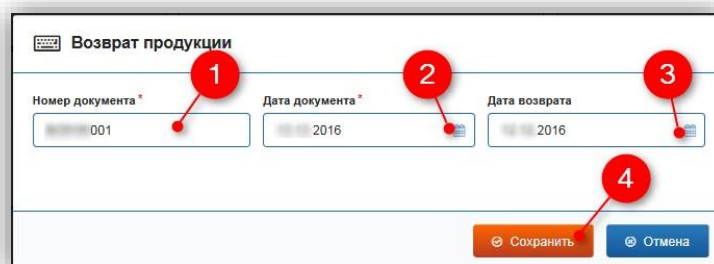 Возврат продукции
1 2 3
Номер документа * Дата документа * Дата возврата
001 2016 2016
4
Сохранить Отмена